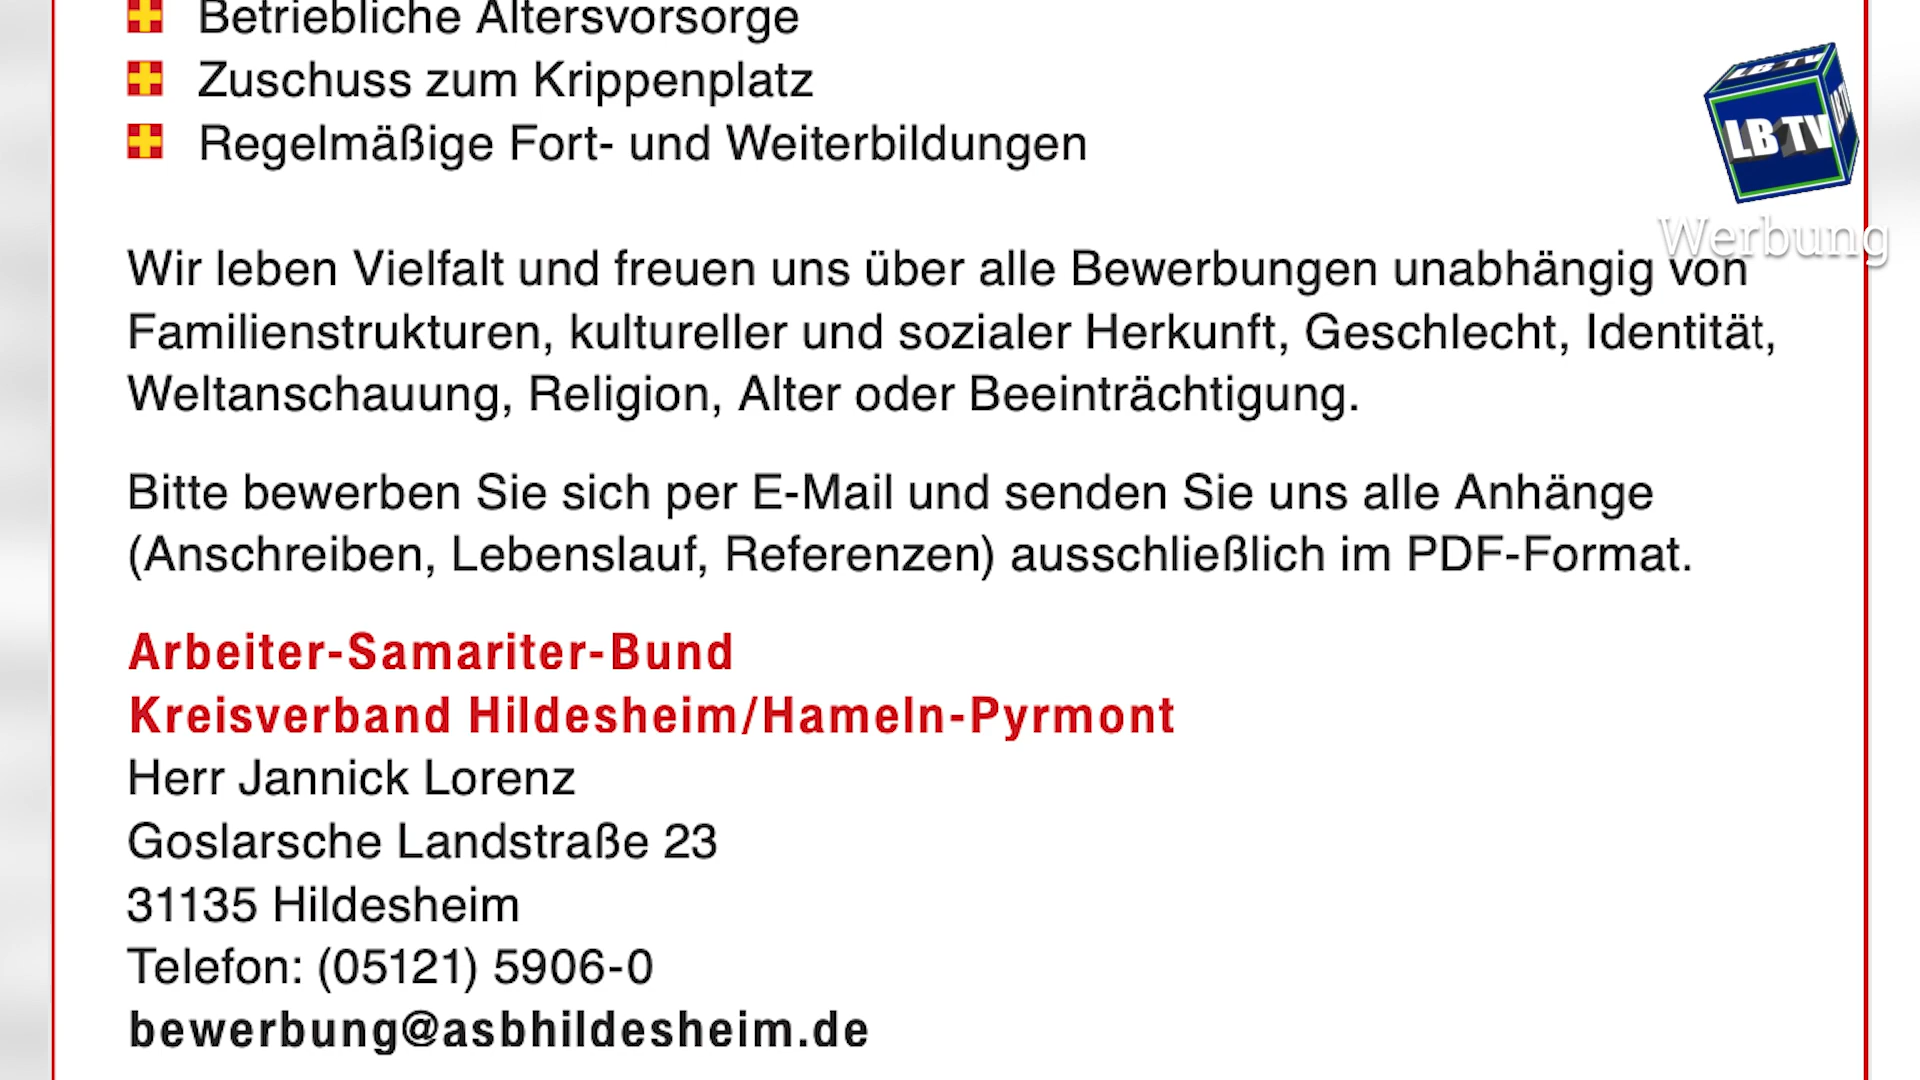 Betriebliche Altersvorsorge
Zuschuss zum Krippenplatz
Regelmäßige Fort- und Weiterbildungen
LB TV
LB TV
LB TV
Werbung
Wir leben Vielfalt und freuen uns über alle Bewerbungen unabhängig von
Familienstrukturen, kultureller und sozialer Herkunft, Geschlecht, Identität,
Weltanschauung, Religion, Alter oder Beeinträchtigung.
Bitte bewerben Sie sich per E-Mail und senden Sie uns alle Anhänge
(Anschreiben, Lebenslauf, Referenzen) ausschließlich im PDF-Format.
Arbeiter-Samariter-Bund
Kreisverband Hildesheim/Hameln-Pyrmont
Herr Jannick Lorenz
Goslarsche Landstraße 23
31135 Hildesheim
Telefon: (05121) 5906-0
bewerbung@asbhildesheim.de